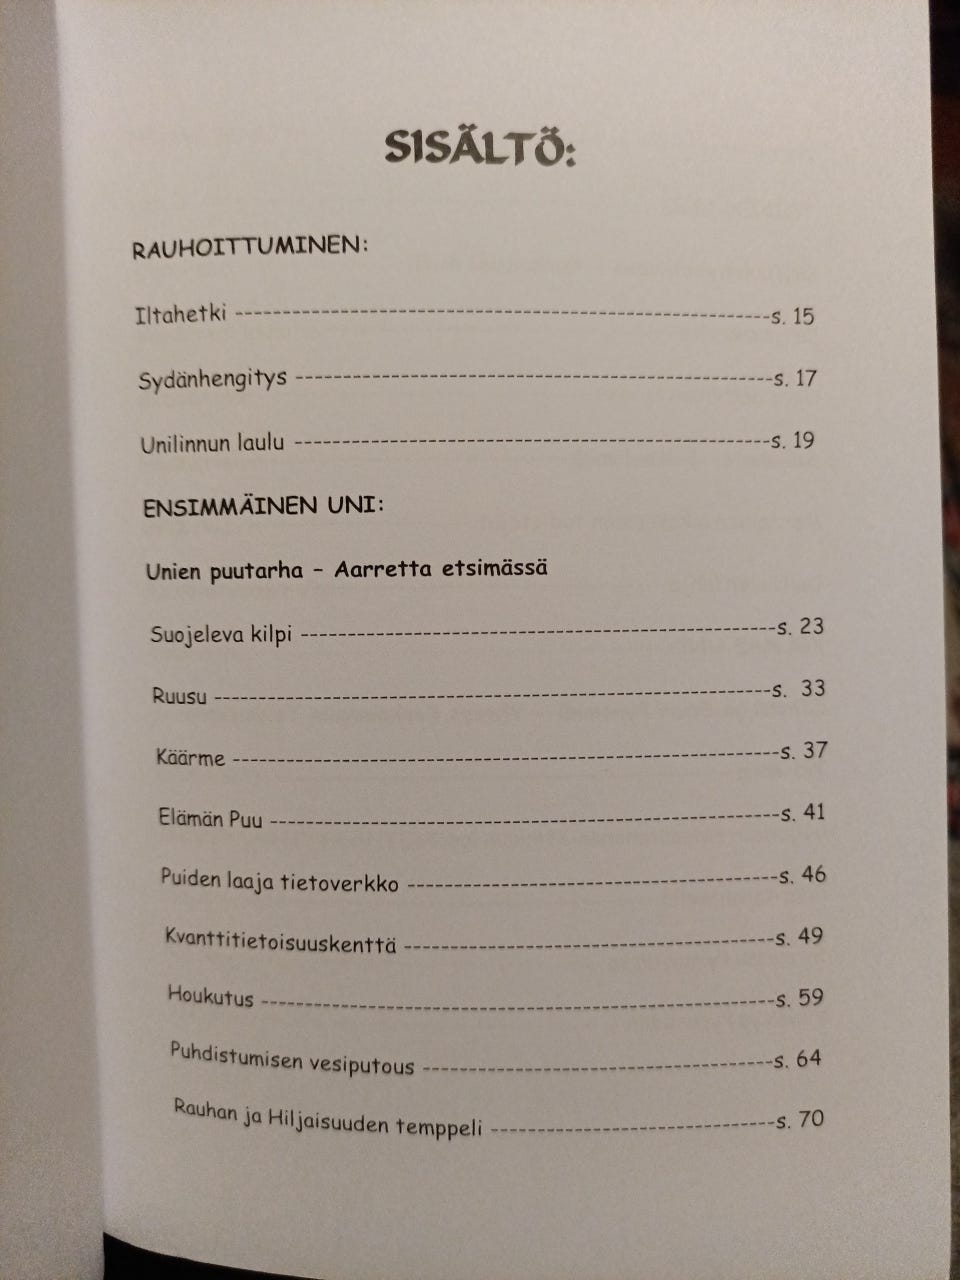 SISÄLTÖ:
RAUHOITTUMINEN:
Iltahetki ---------------------------------------------------------s. 15
Sydänhengitys ---------------------------------------------------s. 17
Unilinnun laulu ---------------------------------------------------s. 19
ENSIMMÄINEN UNI:
Unien puutarha – Aarretta etsimässä
Suojeleva kilpi ---------------------------------------------------s. 23
Ruusu ------------------------------------------------------------s. 33
Käärme -----------------------------------------------------------s. 37
Elämän Puu -------------------------------------------------------s. 41
Puiden laaja tietoverkko ----------------------------------------s. 46
Kvanttitietoisuuskenttä ----------------------------------------s. 49
Houkutus --------------------------------------------------------s. 59
Puhdistumisen vesiputous --------------------------------------s. 64
Rauhan ja Hiljaisuuden temppeli -------------------------------s. 70